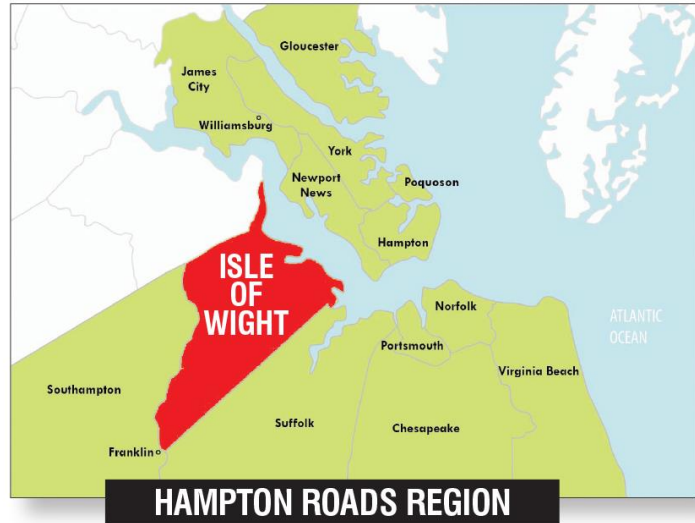 Gloucester
James
City
Williamsburg
York
Newport
News
Poquoson
Hampton
ISLE
OF
WIGHT
Norfolk
ATLANTIC
OCEAN
Portsmouth
Virginia Beach
Southampton
Suffolk
Chesapeake
Franklin
HAMPTON ROADS REGION